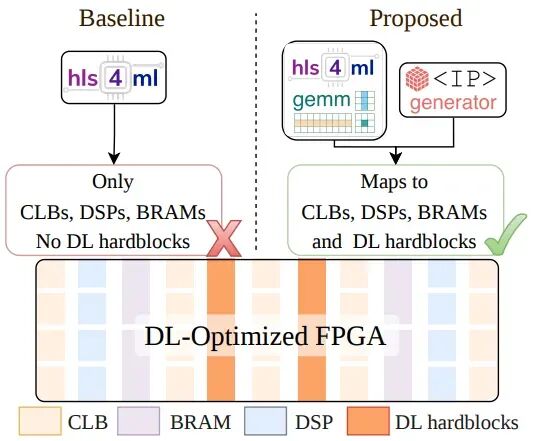 Baseline
Proposed
hls 4 ml
hls 4 ml
gemm
<IP>
generator
Only
CLBs, DSPs, BRAMs
No DL hardblocks
Maps to
CLBs, DSPs, BRAMs
and DL hardblocks
DL-Optimized FPGA
CLB
BRAM
DSP
DL hardblocks